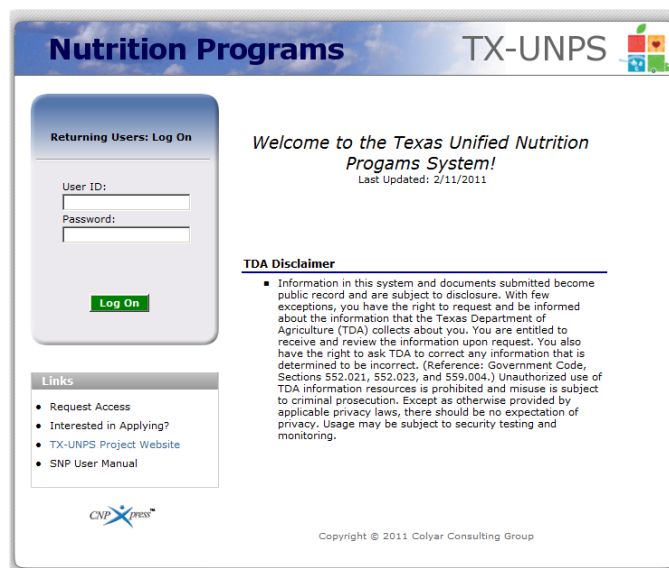 Nutrition Programs
TX-UNPS
Returning Users: Log On
User ID:
Password:
Log On
Links
Request Access
Interested in Applying?
TX-UNPS Project Website
SNP User Manual
CNP Xpress™
Welcome to the Texas Unified Nutrition
Progams System!
Last Updated: 2/11/2011
TDA Disclaimer
Information in this system and documents submitted become
public record and are subject to disclosure. With few
exceptions, you have the right to request and be informed
about the information that the Texas Department of
Agriculture (TDA) collects about you. You are entitled to
receive and review the information upon request. You also
have the right to ask TDA to correct any information that is
determined to be incorrect. (Reference: Government Code,
Sections 552.021, 552.023, and 559.004.) Unauthorized use of
TDA information resources is prohibited and misuse is subject
to criminal prosecution. Except as otherwise provided by
applicable privacy laws, there should be no expectation of
privacy. Usage may be subject to security testing and
monitoring.
Copyright © 2011 Colyar Consulting Group